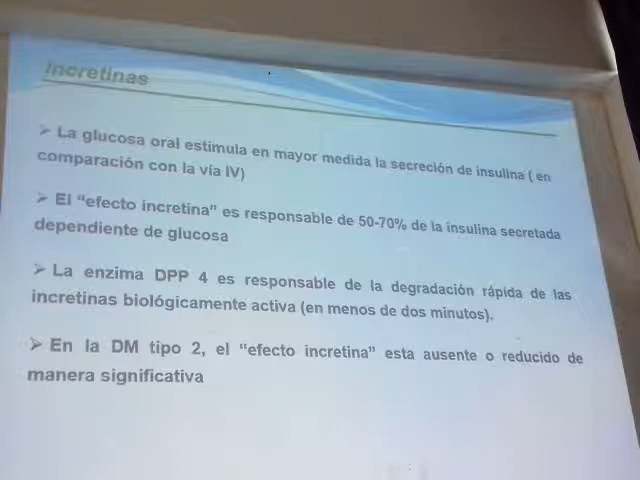 Incretinas
➢ La glucosa oral estimula en mayor medida la secreción de insulina ( en
comparación con la vía IV)
➢ El “efecto incretina” es responsable de 50-70% de la insulina secretada
dependiente de glucosa
➢ La enzima DPP 4 es responsable de la degradación rápida de las
incretinas biológicamente activa (en menos de dos minutos).
➢ En la DM tipo 2, el “efecto incretina” esta ausente o reducido de
manera significativa